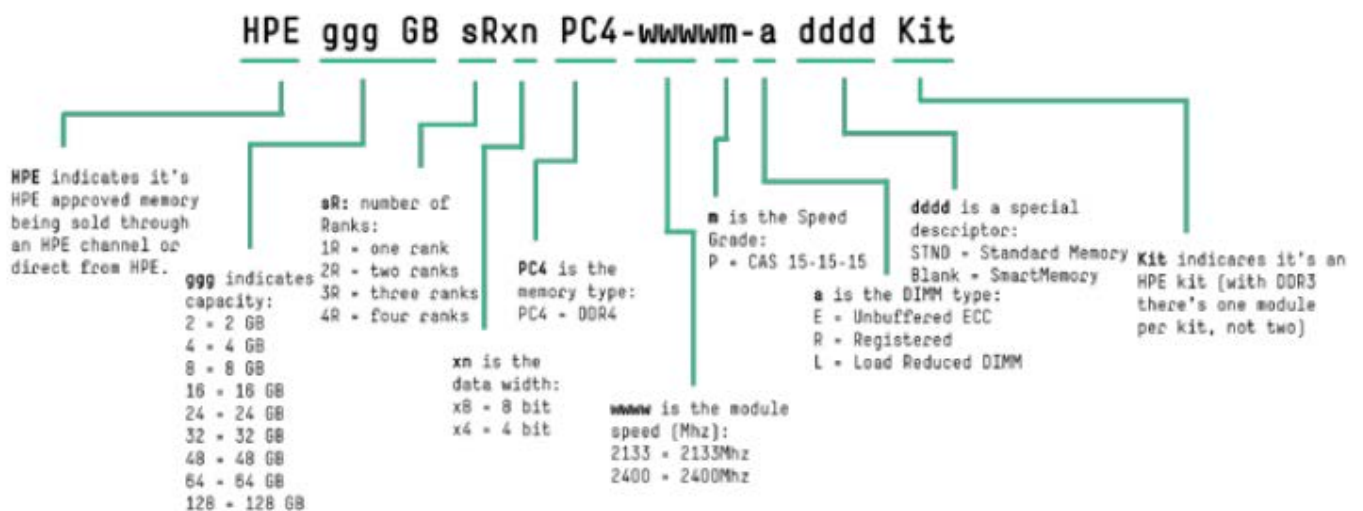 HPE ggg GB sRxn PC4-wwwwm-a dddd Kit
HPE indicates it's
HPE approved memory
being sold through
an HPE channel or
direct from HPE.
ggg indicates
capacity:
2 = 2 GB
4 = 4 GB
8 = 8 GB
16 = 16 GB
24 = 24 GB
32 = 32 GB
48 = 48 GB
64 = 64 GB
128 = 128 GB
sR: number of
Ranks:
1R = one rank
2R = two ranks
3R = three ranks
4R = four ranks
xn is the
data width:
x8 = 8 bit
x4 = 4 bit
PC4 is the
memory type:
PC4 = DDR4
wwww is the module
speed (Mhz):
2133 = 2133Mhz
2400 = 2400Mhz
m is the Speed
Grade:
P = CAS 15-15-15
a is the DIMM type:
E = Unbuffered ECC
R = Registered
L = Load Reduced DIMM
dddd is a special
descriptor:
STND = Standard Memory
Blank = SmartMemory
Kit indicares it's an
HPE kit (with DDR3
there's one module
per kit, not two)